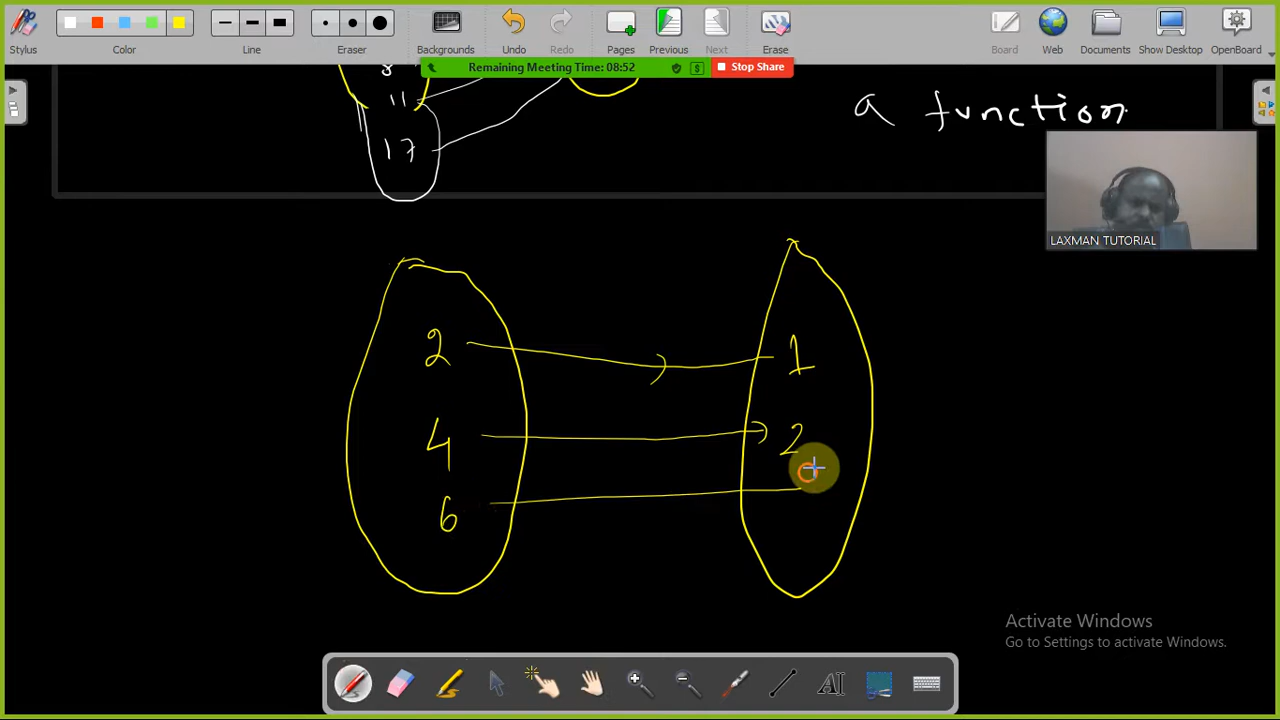 Stylus Color Line Eraser Backgrounds Undo Redo Pages Previous Next Erase Board Web Documents Show Desktop OpenBoard
Remaining Meeting Time: 08:52 Stop Share
11
a function
17
LAXMAN TUTORIAL
2 1
4 2
6
Activate Windows
Go to Settings to activate Windows.